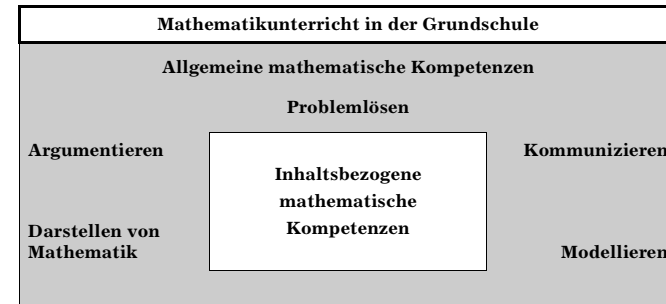 Mathematikunterricht in der Grundschule
Allgemeine mathematische Kompetenzen
Problemlösen
Argumentieren
Kommunizieren
Inhaltsbezogene
mathematische
Kompetenzen
Darstellen von
Mathematik
Modellieren